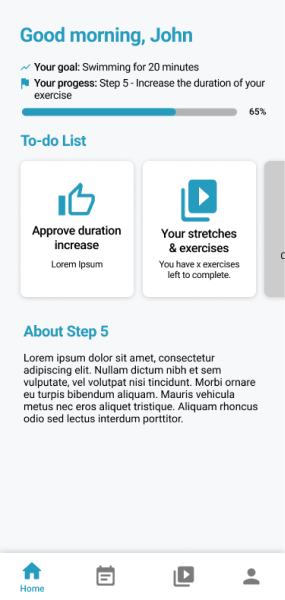 Good morning, John
Your goal: Swimming for 20 minutes
Your progess: Step 5 - Increase the duration of your
exercise
65%
To-do List
Approve duration
increase
Lorem Ipsum
Your stretches
& exercises
You have x exercises
left to complete.
About Step 5
Lorem ipsum dolor sit amet, consectetur
adipiscing elit. Nullam dictum nibh et sem
vulputate, vel volutpat nisi tincidunt. Morbi ornare
eu turpis bibendum aliquam. Mauris vehicula
metus nec eros aliquet tristique. Aliquam rhoncus
odio sed lectus interdum porttitor.
Home